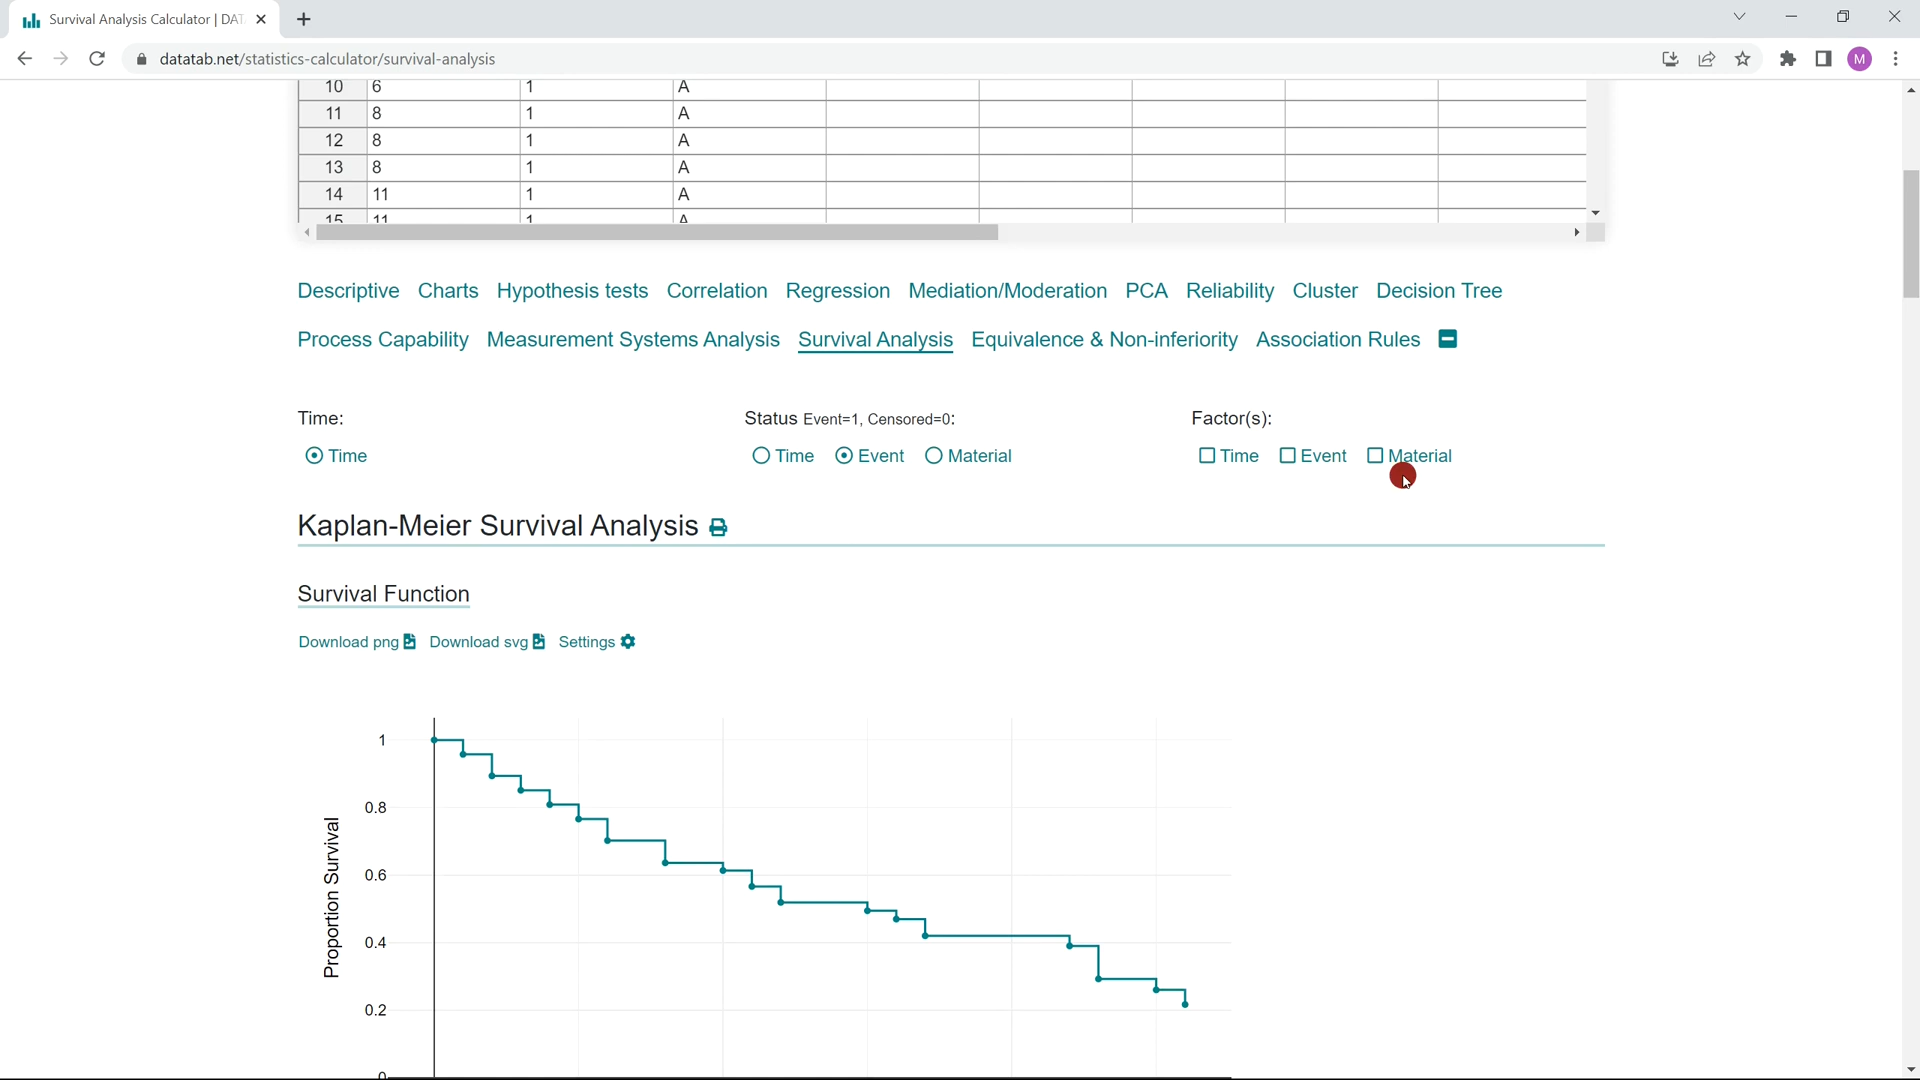 Survival Analysis Calculator | DAT
datatab.net/statistics-calculator/survival-analysis
M
10 6 1 A
11 8 1 A
12 8 1 A
13 8 1 A
14 11 1 A
15 11 1 A
Descriptive Charts Hypothesis tests Correlation Regression Mediation/Moderation PCA Reliability Cluster Decision Tree
Process Capability Measurement Systems Analysis Survival Analysis Equivalence & Non-inferiority Association Rules
Time: Status Event=1, Censored=0: Factor(s):
Time Time Event Material Time Event Material
Kaplan-Meier Survival Analysis
Survival Function
Download png Download svg Settings
1
0.8
0.6
0.4
0.2
0
Proportion Survival